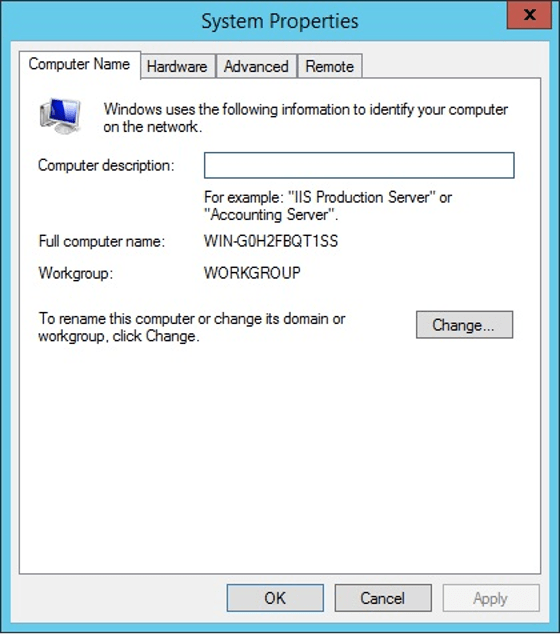 System Properties
x
Computer Name
Hardware
Advanced
Remote
Windows uses the following information to identify your computer
on the network.
Computer description:
For example: "IIS Production Server" or
"Accounting Server".
Full computer name:
WIN-G0H2FBQT1SS
Workgroup:
WORKGROUP
To rename this computer or change its domain or
workgroup, click Change.
Change...
OK
Cancel
Apply